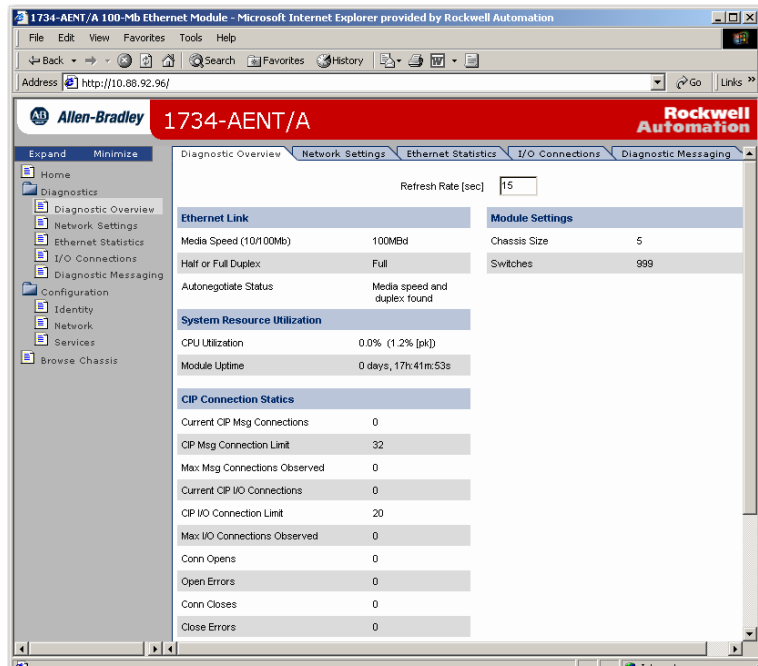 1734-AENT/A 100-Mb Ethernet Module - Microsoft Internet Explorer provided by Rockwell Automation
File Edit View Favorites Tools Help
Back Search Favorites History
Address http://10.88.92.96/ Go Links »
AB Allen-Bradley 1734-AENT/A Rockwell Automation
Expand Minimize
Home
Diagnostics
Diagnostic Overview
Network Settings
Ethernet Statistics
I/O Connections
Diagnostic Messaging
Configuration
Identity
Network
Services
Browse Chassis
Diagnostic Overview Network Settings Ethernet Statistics I/O Connections Diagnostic Messaging
Refresh Rate [sec] 15
Ethernet Link
Media Speed (10/100Mb) 100MBd
Half or Full Duplex Full
Autonegotiate Status Media speed and
duplex found
System Resource Utilization
CPU Utilization 0.0% (1.2% [pk])
Module Uptime 0 days, 17h:41m:53s
CIP Connection Statics
Current CIP Msg Connections 0
CIP Msg Connection Limit 32
Max Msg Connections Observed 0
Current CIP I/O Connections 0
CIP I/O Connection Limit 20
Max I/O Connections Observed 0
Conn Opens 0
Open Errors 0
Conn Closes 0
Close Errors 0
Module Settings
Chassis Size 5
Switches 999